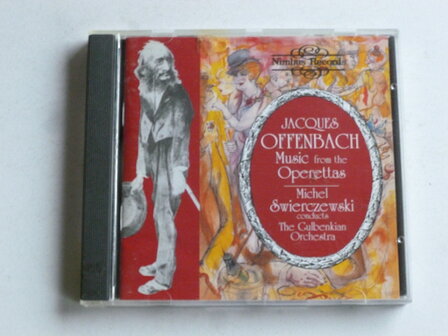 Nimbus Records
JACQUES
OFFENBACH
Music from the
Operettas
Michel
Swierczewski
conducts
The Gulbenkian
Orchestra